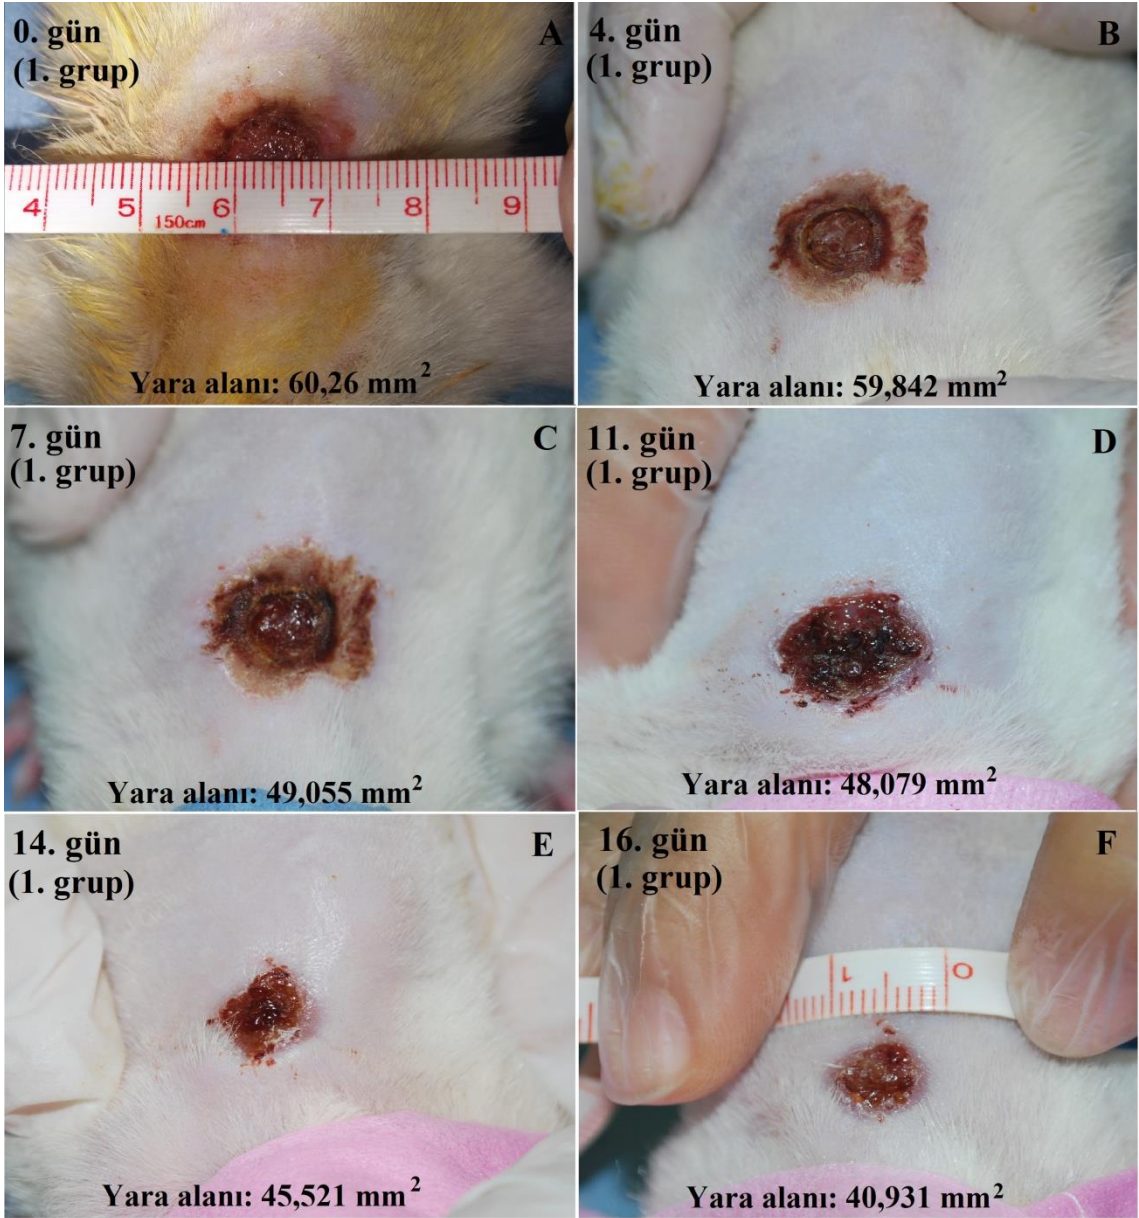 0. gün
(1. grup)
A
4 5 6 7 8 9
150cm
Yara alanı: 60,26 mm²
4. gün
(1. grup)
B
Yara alanı: 59,842 mm²
7. gün
(1. grup)
C
Yara alanı: 49,055 mm²
11. gün
(1. grup)
D
Yara alanı: 48,079 mm²
14. gün
(1. grup)
E
Yara alanı: 45,521 mm²
16. gün
(1. grup)
F
1 0
Yara alanı: 40,931 mm²